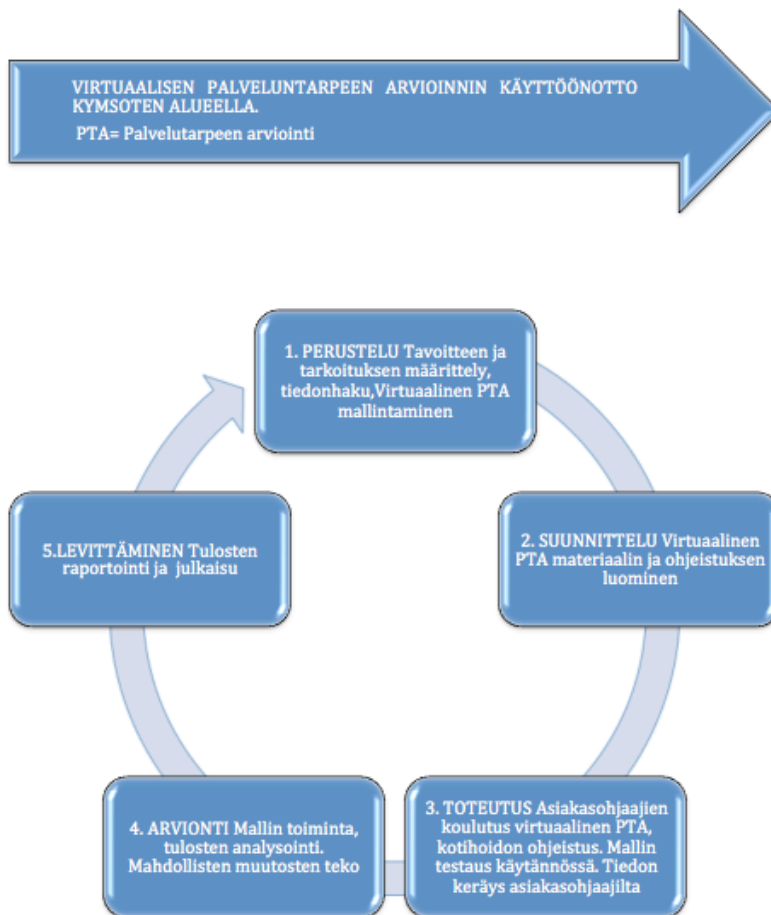 VIRTUAALISEN PALVELUNTARPEEN ARVIOINNIN KÄYTTÖÖNOTTO
KYMSOTEN ALUEELLA.
PTA= Palvelutarpeen arviointi
1. PERUSTELU Tavoitteen ja
tarkoituksen määrittely,
tiedonhaku,Virtuaalinen PTA
mallintaminen
2. SUUNNITTELU Virtuaalinen
PTA materiaalin ja ohjeistuksen
luominen
3. TOTEUTUS Asiakasohjaajien
koulutus virtuaalinen PTA,
kotihoidon ohjeistus. Mallin
testaus käytännössä. Tiedon
keräys asiakasohjaajilta
4. ARVIONTI Mallin toiminta,
tulosten analysointi.
Mahdollisten muutosten teko
5.LEVITTÄMINEN Tulosten
raportointi ja julkaisu